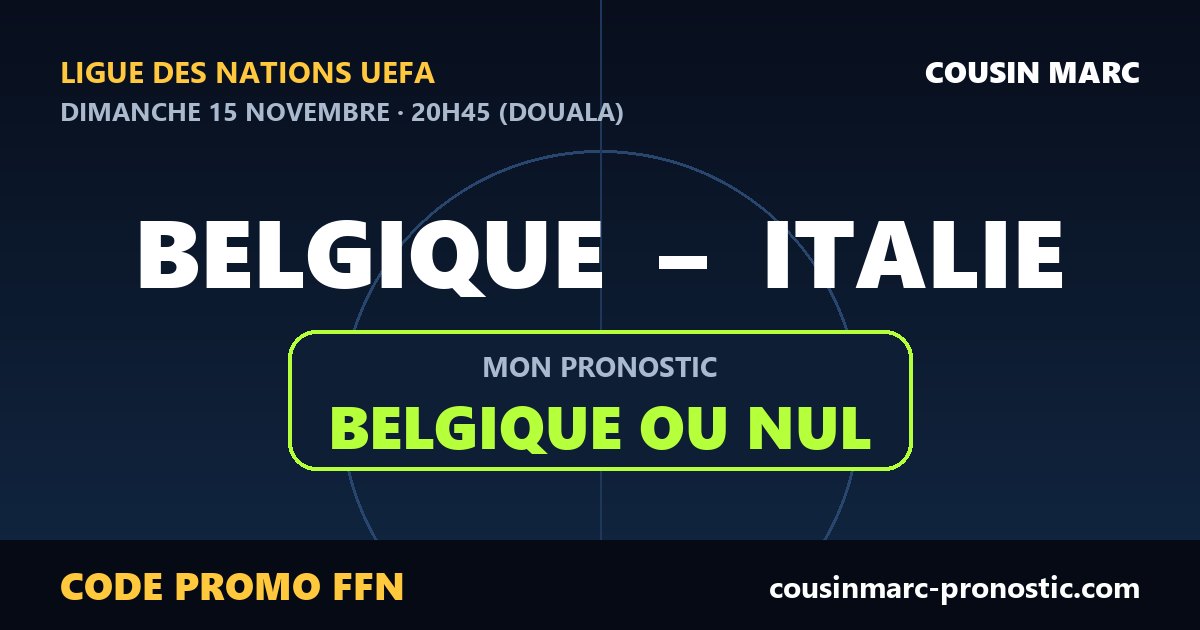 LIGUE DES NATIONS UEFA
COUSIN MARC
DIMANCHE 15 NOVEMBRE · 20H45 (DOUALA)
BELGIQUE – ITALIE
MON PRONOSTIC
BELGIQUE OU NUL
CODE PROMO FFN
cousinmarc-pronostic.com